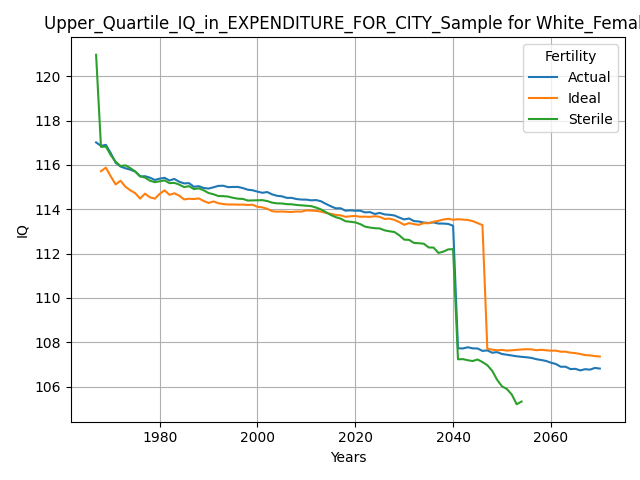 Upper_Quartile_IQ_in_EXPENDITURE_FOR_CITY_Sample for White_Femal
Fertility
Actual
Ideal
Sterile
IQ
120
118
116
114
112
110
108
106
1980
2000
2020
2040
2060
Years